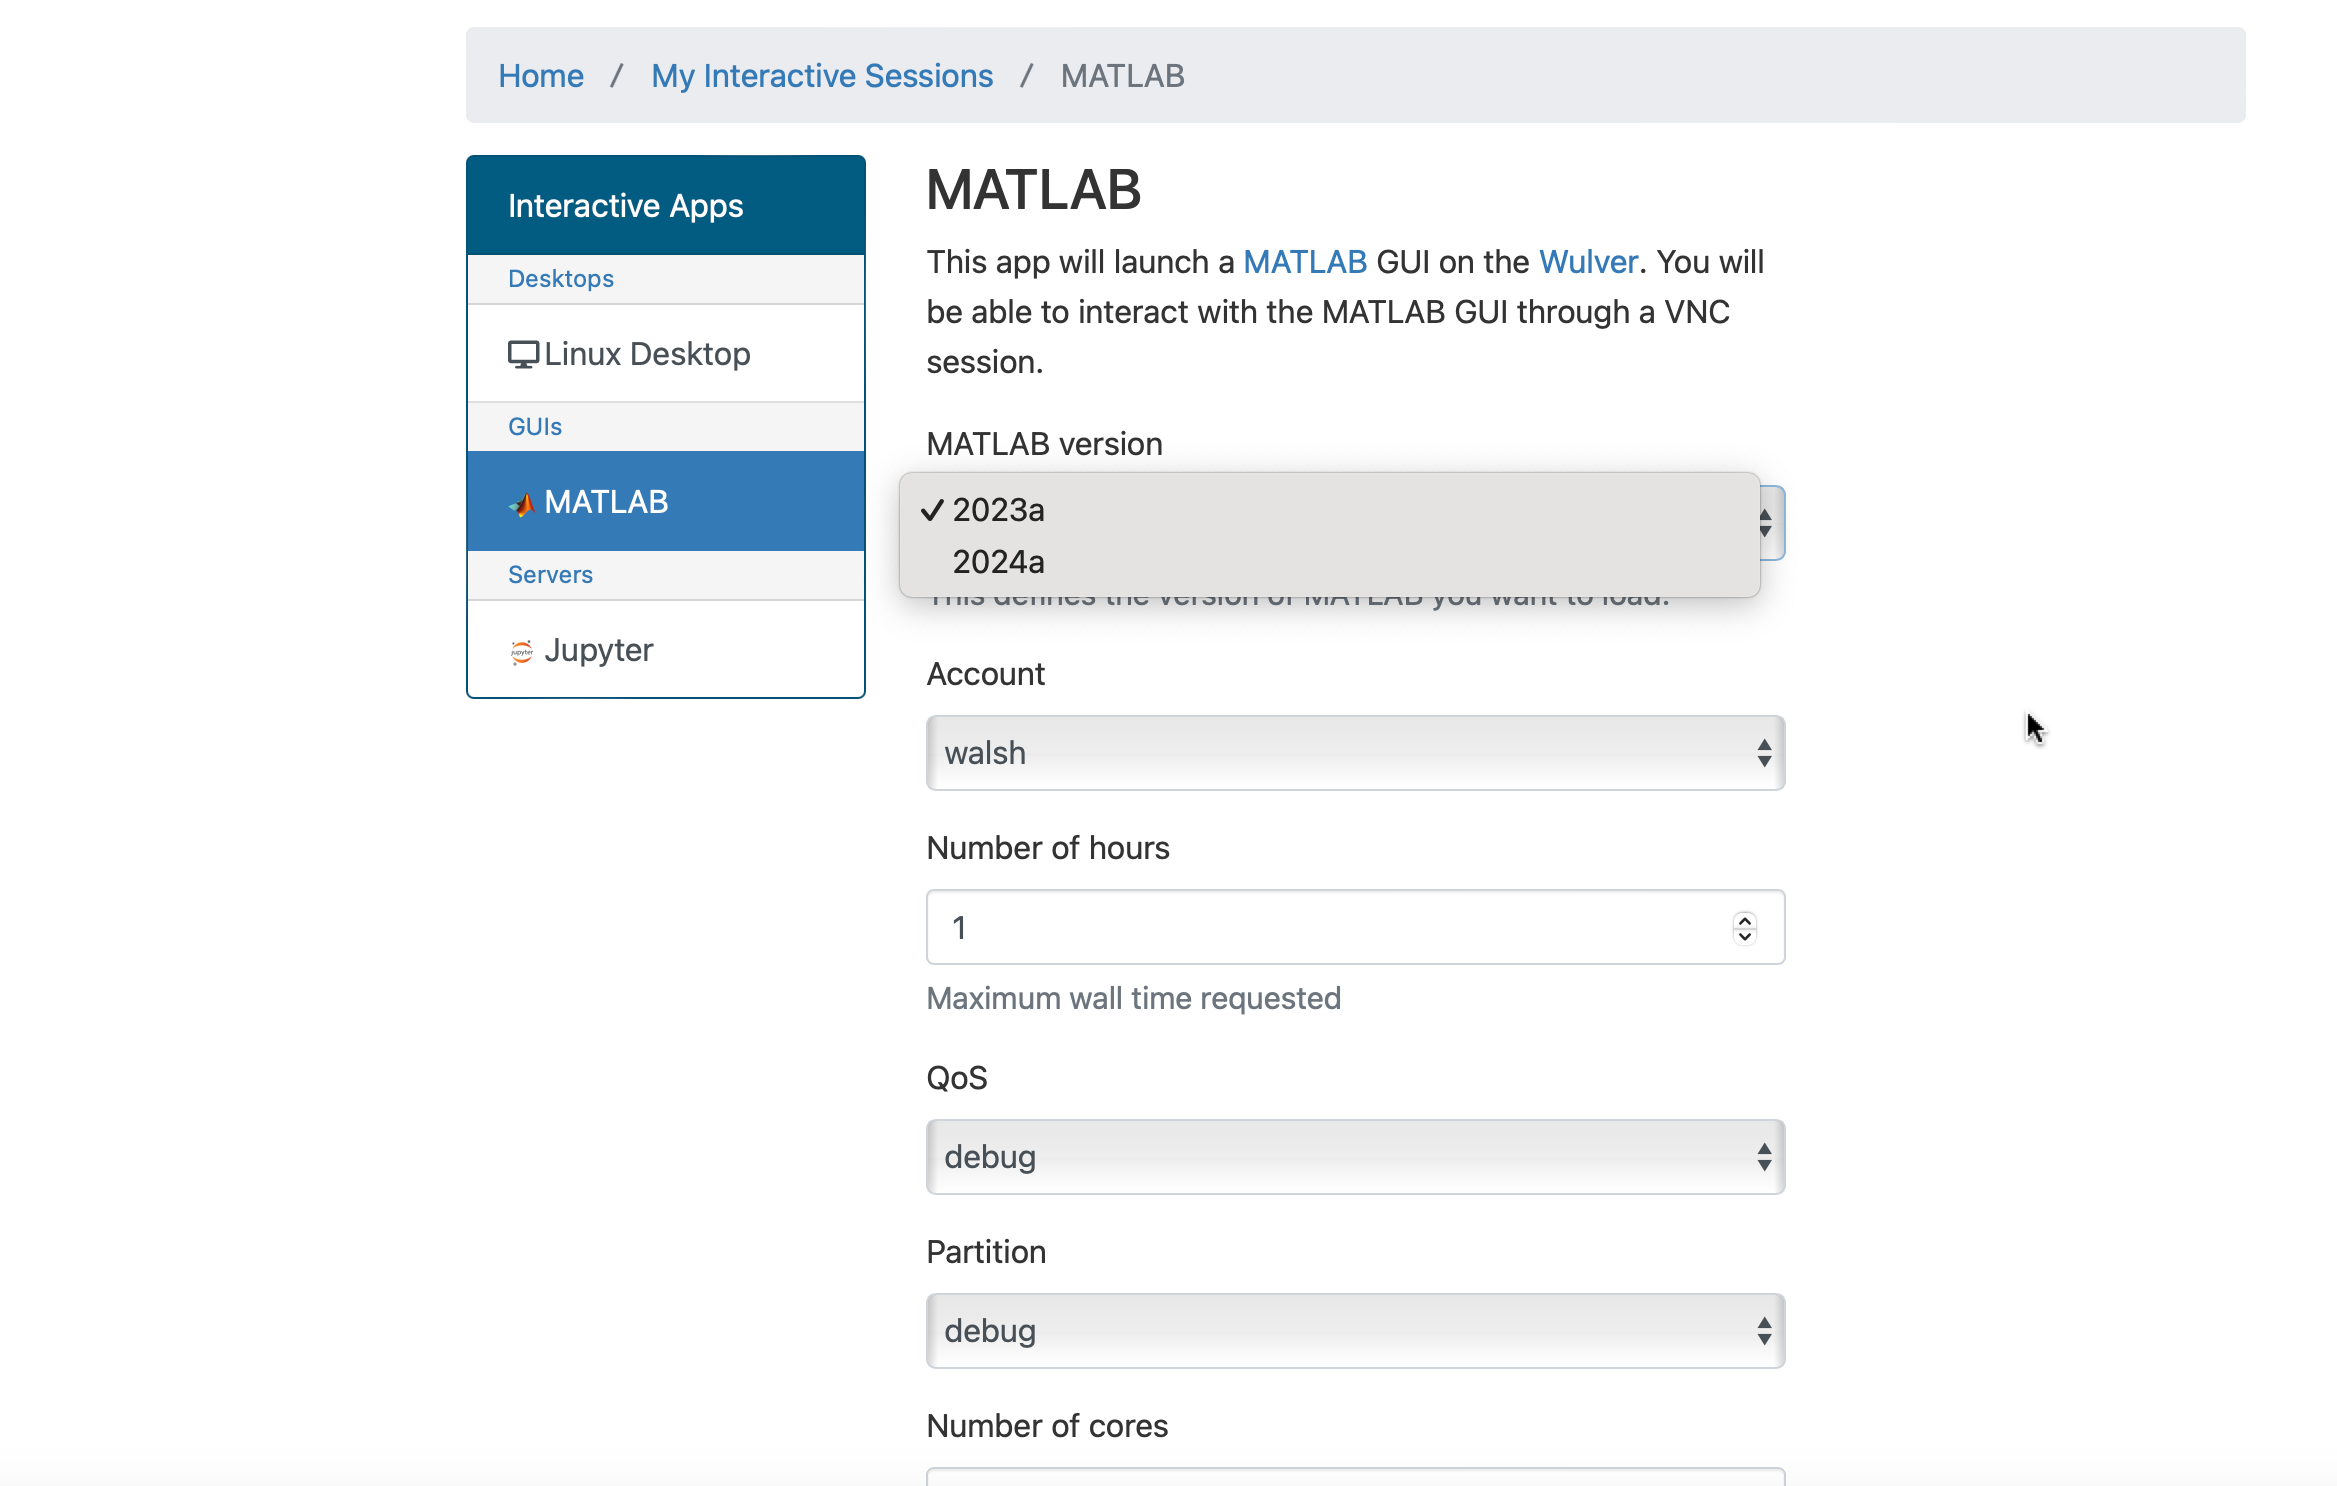 Home / My Interactive Sessions / MATLAB
Interactive Apps
Desktops
Linux Desktop
GUIs
MATLAB
Servers
Jupyter
MATLAB
This app will launch a MATLAB GUI on the Wulver. You will
be able to interact with the MATLAB GUI through a VNC
session.
MATLAB version
✓ 2023a
2024a
This defines the version of MATLAB you want to load.
Account
walsh
Number of hours
1
Maximum wall time requested
QoS
debug
Partition
debug
Number of cores